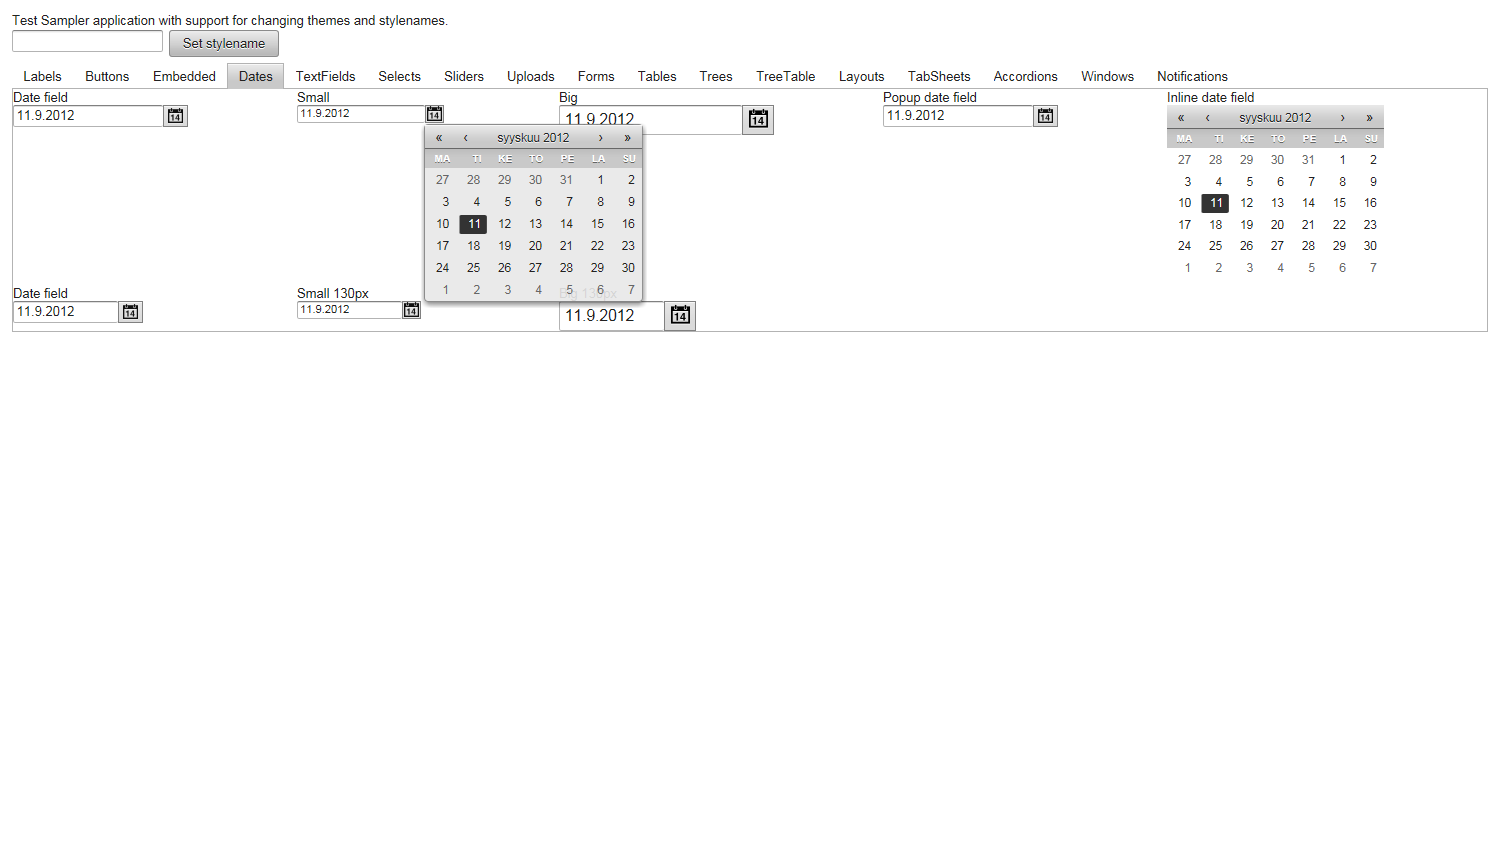 Test Sampler application with support for changing themes and stylenames.
Set stylename
Labels Buttons Embedded Dates TextFields Selects Sliders Uploads Forms Tables Trees TreeTable Layouts TabSheets Accordions Windows Notifications
Date field Small Big Popup date field Inline date field
11.9.2012 14 11.9.2012 14 11.9.2012 14 11.9.2012 14
« ‹ syyskuu 2012 › »
MA TI KE TO PE LA SU
27 28 29 30 31 1 2
3 4 5 6 7 8 9
10 11 12 13 14 15 16
17 18 19 20 21 22 23
24 25 26 27 28 29 30
1 2 3 4 5 6 7
« ‹ syyskuu 2012 › »
MA TI KE TO PE LA SU
27 28 29 30 31 1 2
3 4 5 6 7 8 9
10 11 12 13 14 15 16
17 18 19 20 21 22 23
24 25 26 27 28 29 30
1 2 3 4 5 6 7
Date field Small 130px Big 130px
11.9.2012 14 11.9.2012 14 11.9.2012 14